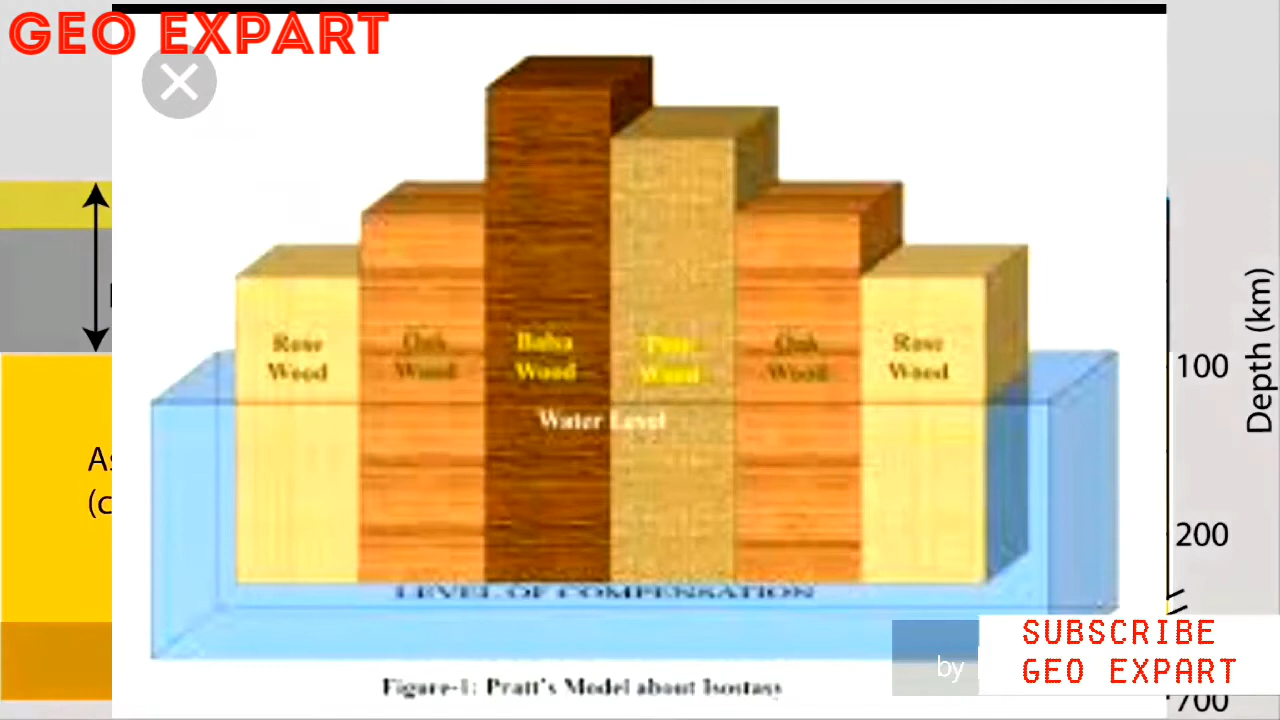 GEO EXPART
Rose Wood
Oak Wood
Balsa Wood
Pine Wood
Oak Wood
Rose Wood
Water Level
LEVEL OF COMPENSATION
Figure-1: Pratt's Model about Isostasy
100
200
700
Depth (km)
by
SUBSCRIBE
GEO EXPART